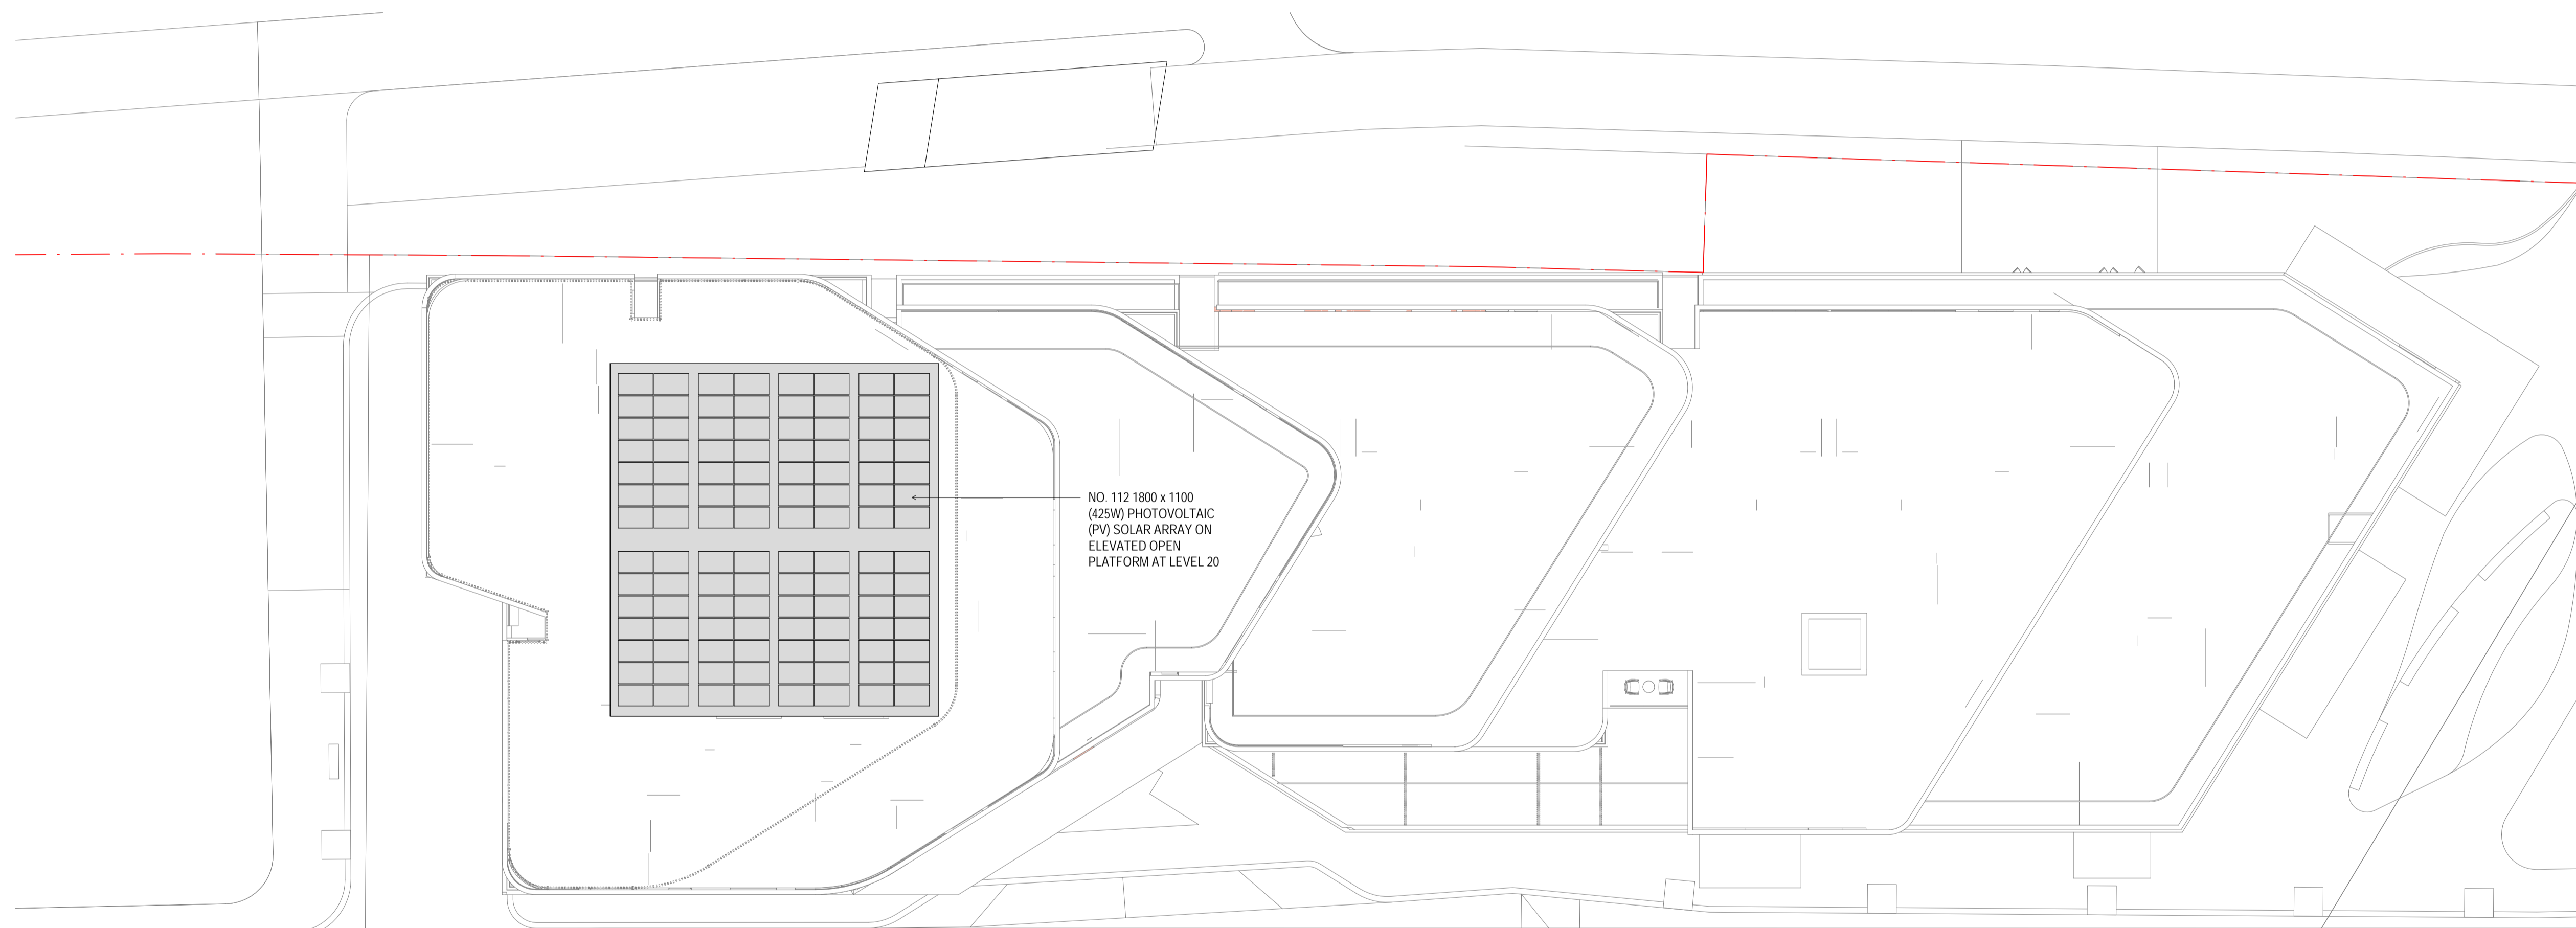 NO. 112 1800 x 1100
(425W) PHOTOVOLTAIC
(PV) SOLAR ARRAY ON
ELEVATED OPEN
PLATFORM AT LEVEL 20